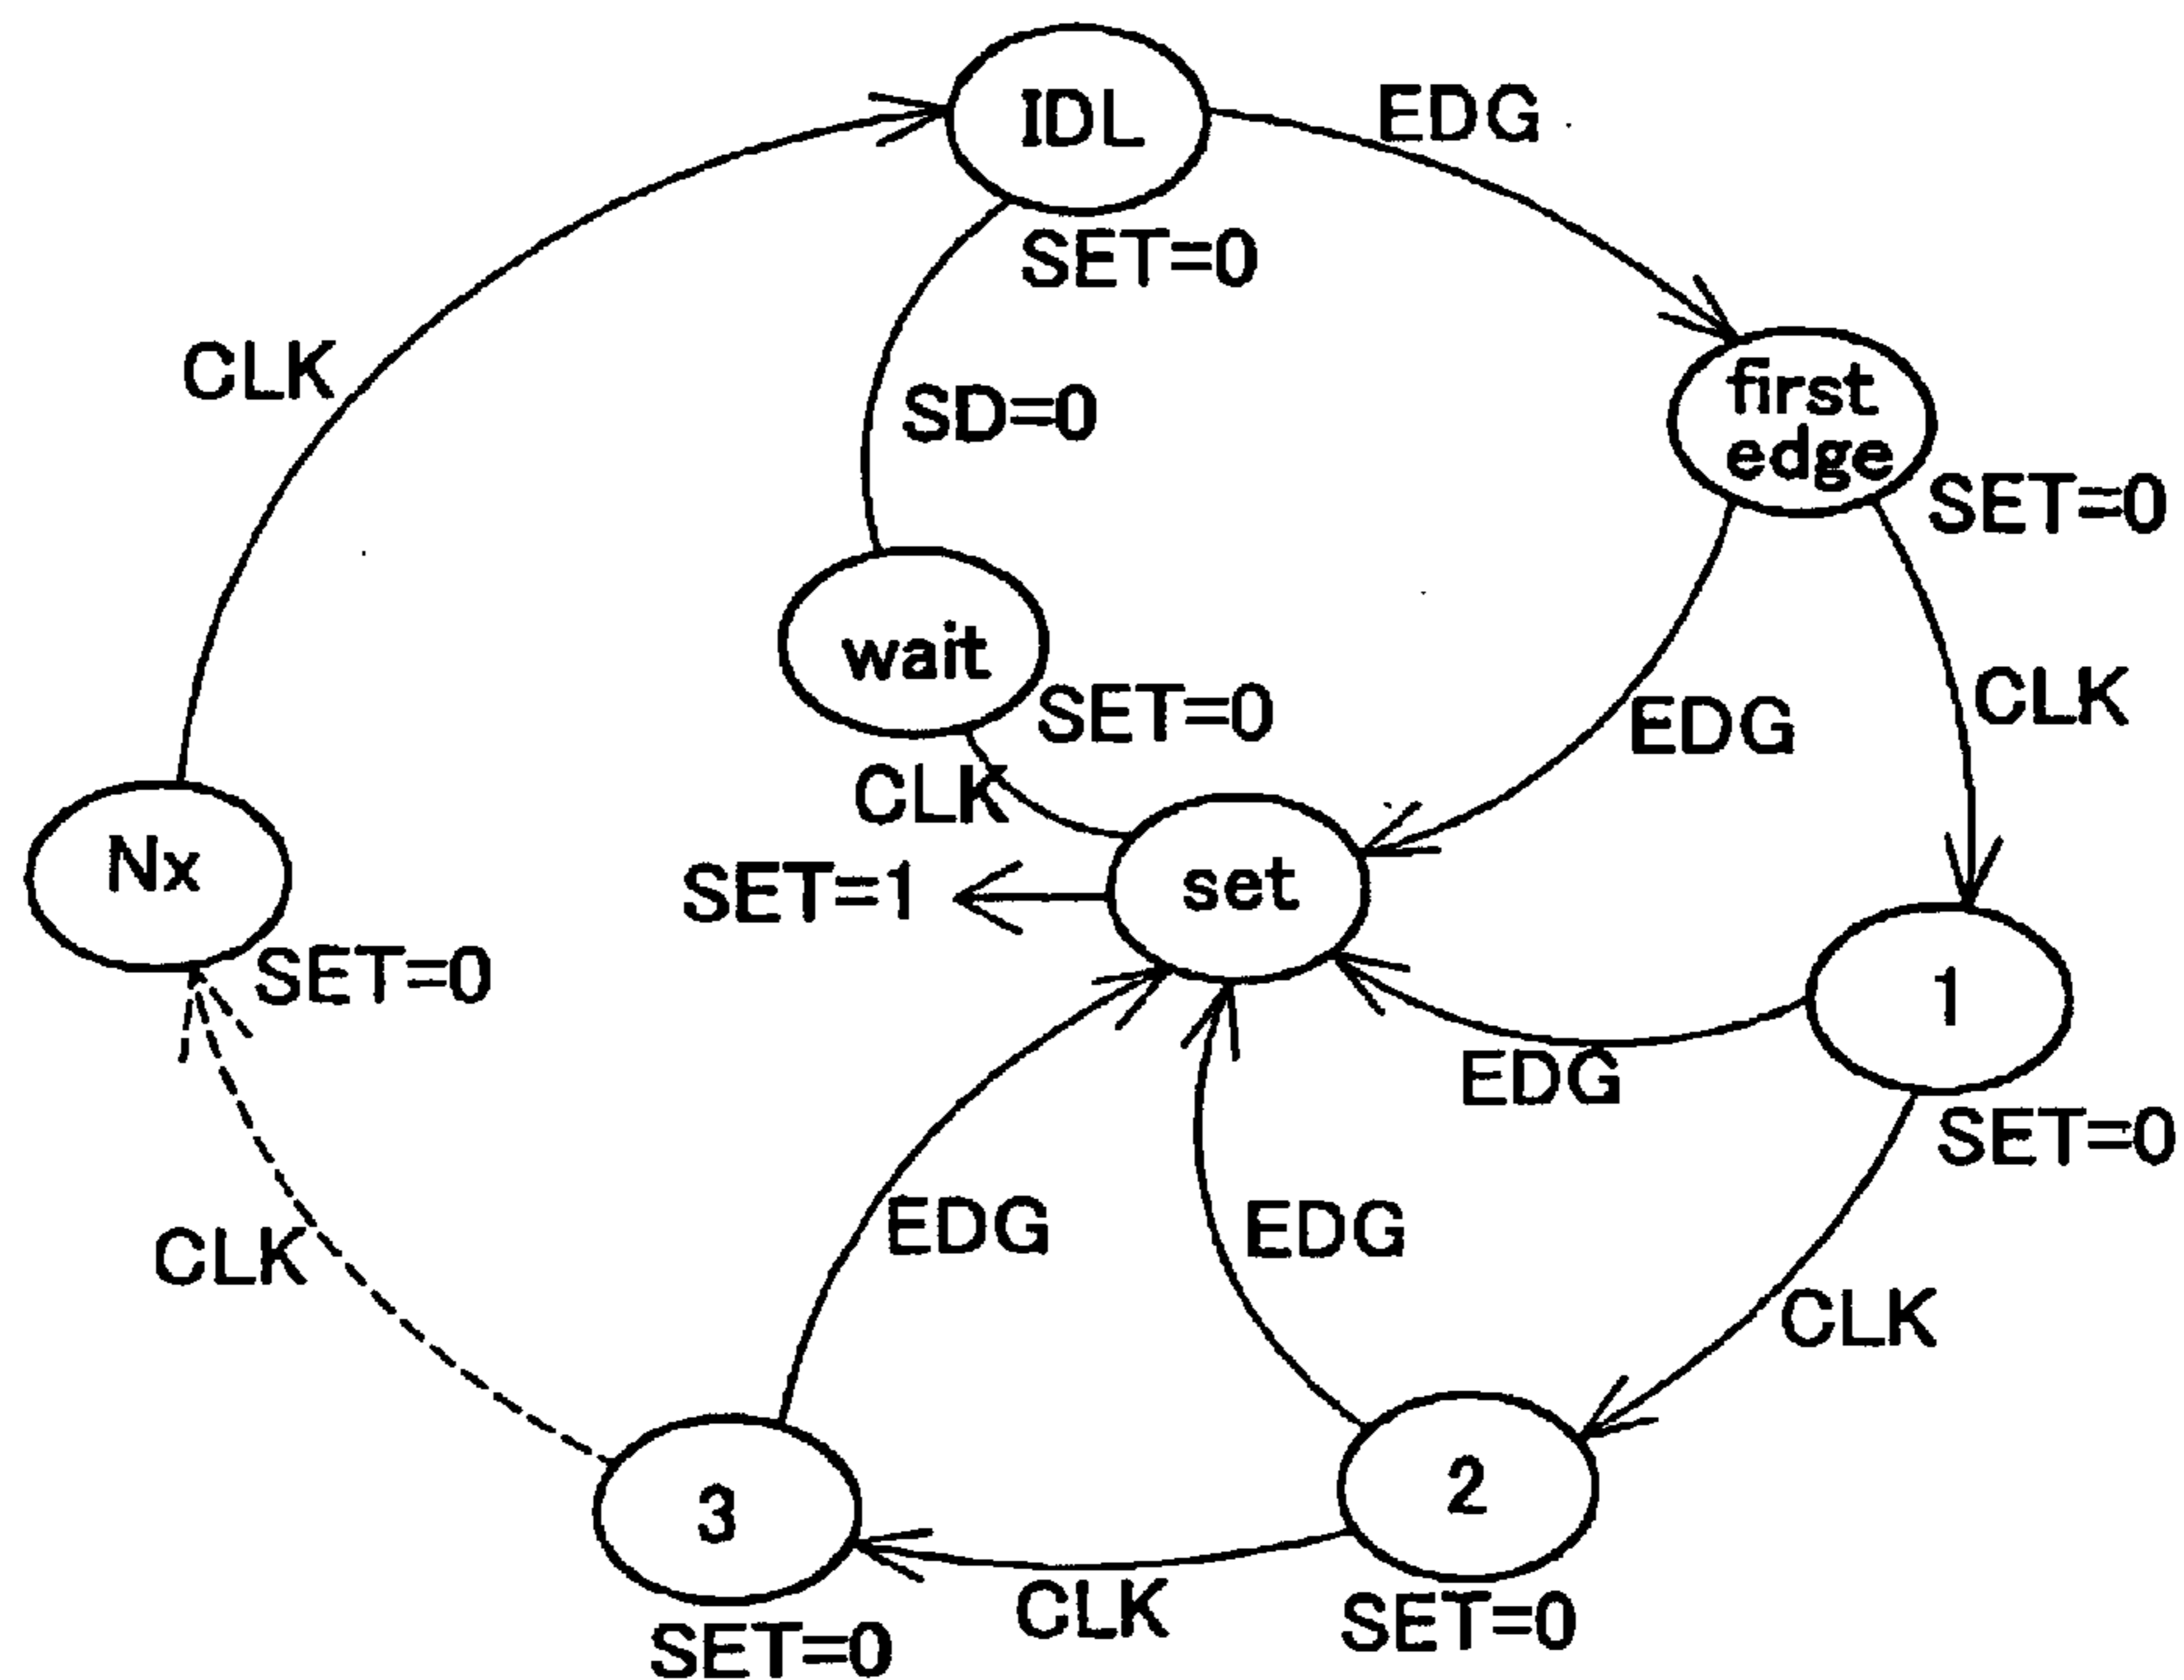 IDL
EDG
SET=0
CLK
first
edge
SD=0
SET=0
wait
CLK
SET=0
EDG
CLK
Nx
SET=1
set
SET=0
1
EDG
SET=0
CLK
EDG
EDG
CLK
3
2
CLK
SET=0
SET=0